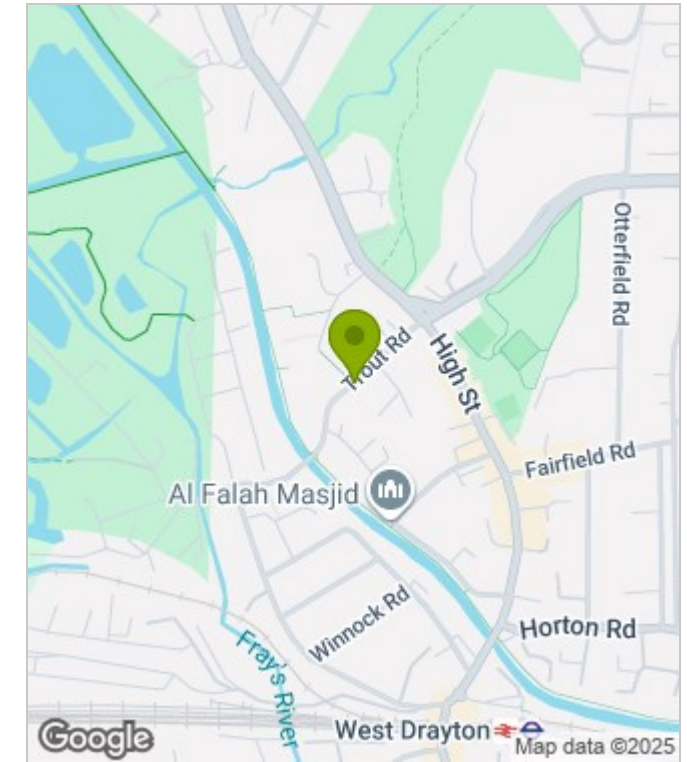 Otterfield Rd
High St
Trout Rd
Fairfield Rd
Al Falah Masjid
Winnock Rd
Horton Rd
Fray's River
West Drayton
Google
Map data ©2025